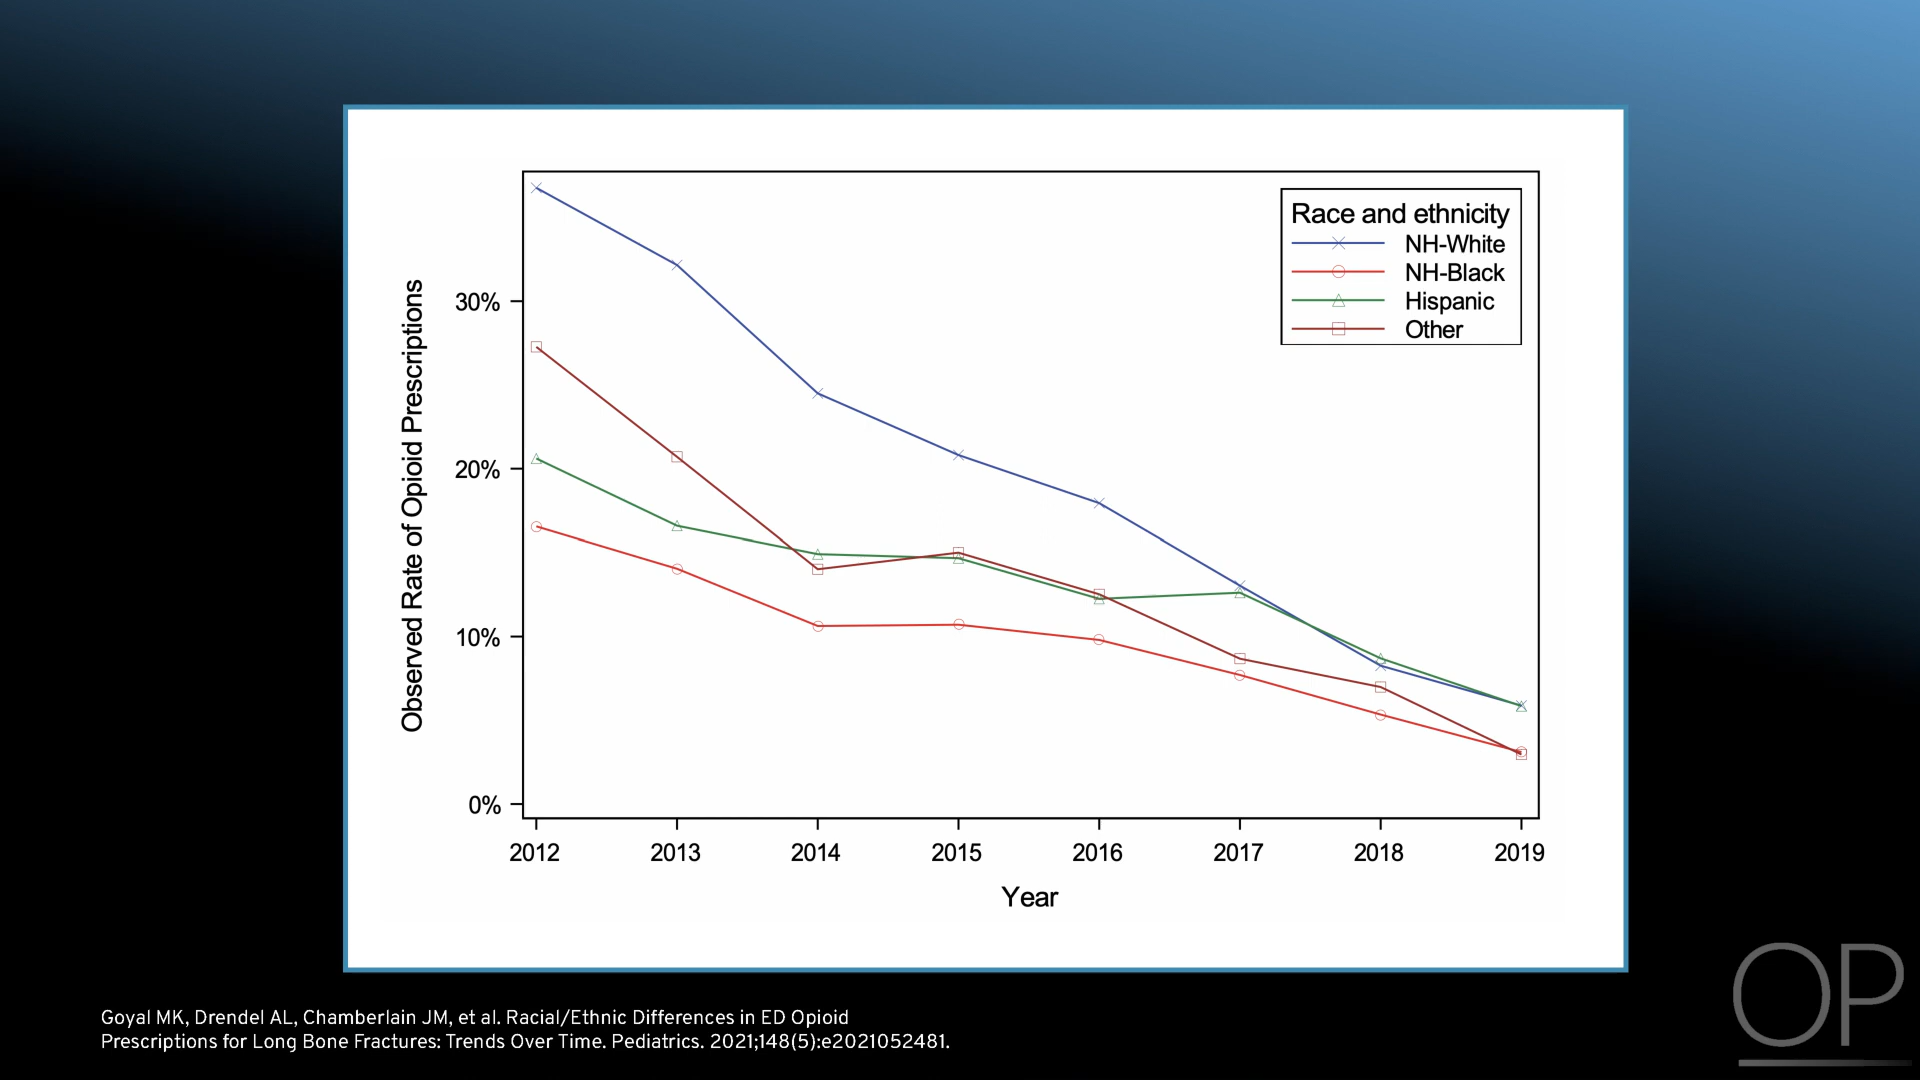 Race and ethnicity
NH-White
NH-Black
Hispanic
Other
Observed Rate of Opioid Prescriptions
30%
20%
10%
0%
2012 2013 2014 2015 2016 2017 2018 2019
Year
Goyal MK, Drendel AL, Chamberlain JM, et al. Racial/Ethnic Differences in ED Opioid
Prescriptions for Long Bone Fractures: Trends Over Time. Pediatrics. 2021;148(5):e2021052481.
OP